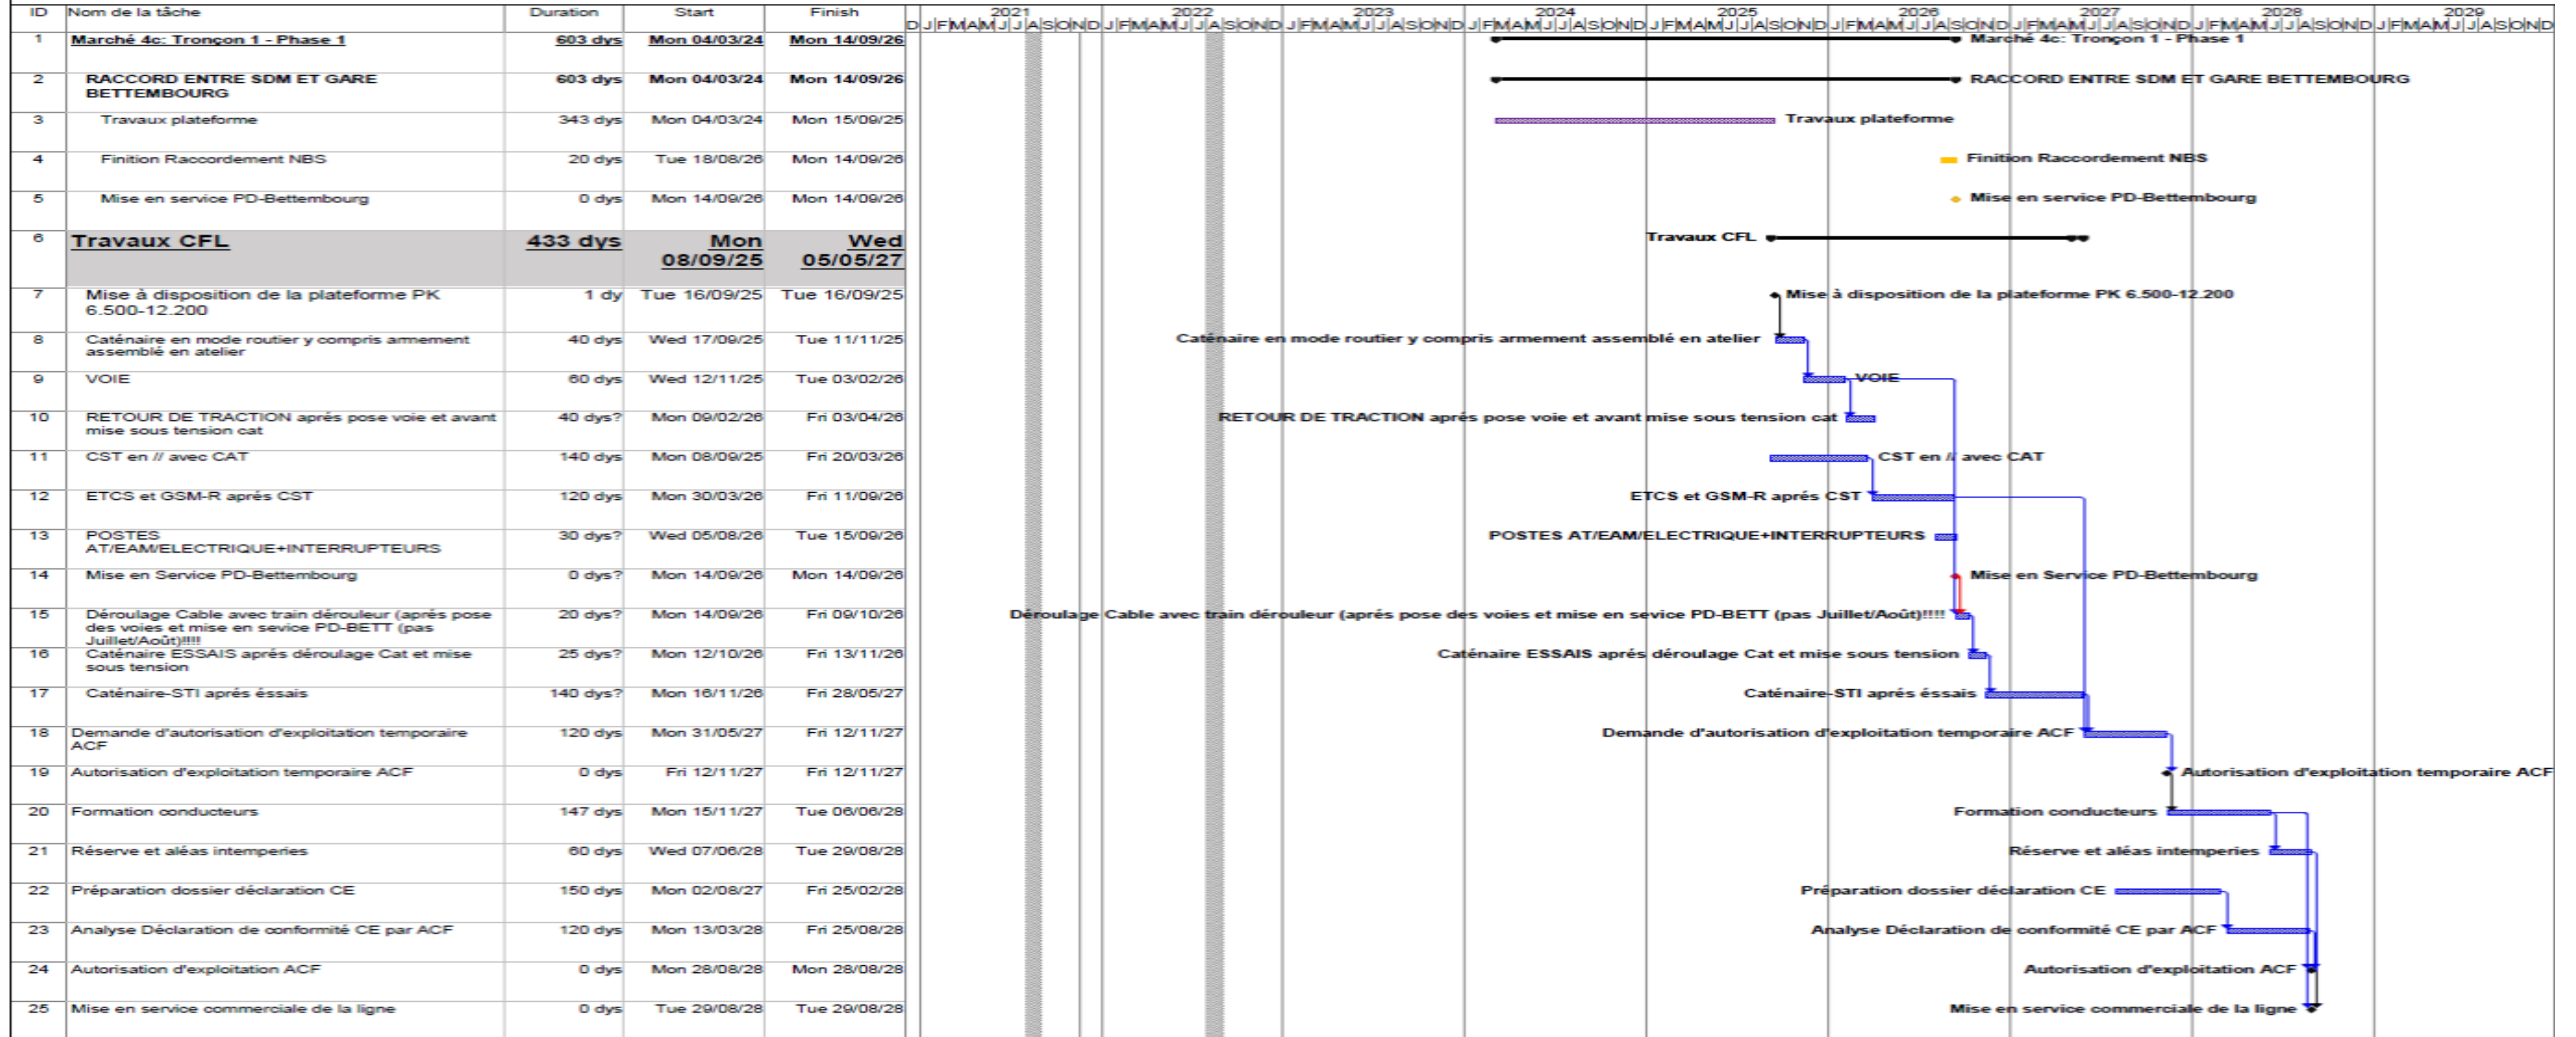 ID Nom de la tâche Duration Start Finish 2021 2022 2023 2024 2025 2026 2027 2028 2029
D J F M A M J J A S O N D J F M A M J J A S O N D J F M A M J J A S O N D J F M A M J J A S O N D J F M A M J J A S O N D J F M A M J J A S O N D J F M A M J J A S O N D J F M A M J J A S O N D J F M A M J J A S O N D
1 Marché 4c: Tronçon 1 - Phase 1 603 dys Mon 04/03/24 Mon 14/09/26 Marché 4c: Tronçon 1 - Phase 1
2 RACCORD ENTRE SDM ET GARE 603 dys Mon 04/03/24 Mon 14/09/26 RACCORD ENTRE SDM ET GARE BETTEMBOURG
BETTEMBOURG
3 Travaux plateforme 343 dys Mon 04/03/24 Mon 15/09/25 Travaux plateforme
4 Finition Raccordement NBS 20 dys Tue 18/08/26 Mon 14/09/26 Finition Raccordement NBS
5 Mise en service PD-Bettembourg 0 dys Mon 14/09/26 Mon 14/09/26 Mise en service PD-Bettembourg
6 Travaux CFL 433 dys Mon Wed Travaux CFL
08/09/25 05/05/27
7 Mise à disposition de la plateforme PK 1 dy Tue 16/09/25 Tue 16/09/25 Mise à disposition de la plateforme PK 6.500-12.200
6.500-12.200
8 Caténaire en mode routier y compris armement 40 dys Wed 17/09/25 Tue 11/11/25 Caténaire en mode routier y compris armement assemblé en atelier
assemblé en atelier
9 VOIE 60 dys Wed 12/11/25 Tue 03/02/26 VOIE
10 RETOUR DE TRACTION aprés pose voie et avant 40 dys? Mon 09/02/26 Fri 03/04/26 RETOUR DE TRACTION aprés pose voie et avant mise sous tension cat
mise sous tension cat
11 CST en // avec CAT 140 dys Mon 08/09/25 Fri 20/03/26 CST en // avec CAT
12 ETCS et GSM-R aprés CST 120 dys Mon 30/03/26 Fri 11/09/26 ETCS et GSM-R aprés CST
13 POSTES 30 dys? Wed 05/08/26 Tue 15/09/26 POSTES AT/EAM/ELECTRIQUE+INTERRUPTEURS
AT/EAM/ELECTRIQUE+INTERRUPTEURS
14 Mise en Service PD-Bettembourg 0 dys? Mon 14/09/26 Mon 14/09/26 Mise en Service PD-Bettembourg
15 Déroulage Cable avec train dérouleur (aprés pose 20 dys? Mon 14/09/26 Fri 09/10/26 Déroulage Cable avec train dérouleur (aprés pose des voies et mise en sevice PD-BETT (pas Juillet/Août)!!!!
des voies et mise en sevice PD-BETT (pas
Juillet/Août)!!!!
16 Caténaire ESSAIS aprés déroulage Cat et mise 25 dys? Mon 12/10/26 Fri 13/11/26 Caténaire ESSAIS aprés déroulage Cat et mise sous tension
sous tension
17 Caténaire-STI aprés éssais 140 dys? Mon 16/11/26 Fri 28/05/27 Caténaire-STI aprés éssais
18 Demande d'autorisation d'exploitation temporaire 120 dys Mon 31/05/27 Fri 12/11/27 Demande d'autorisation d'exploitation temporaire ACF
ACF
19 Autorisation d'exploitation temporaire ACF 0 dys Fri 12/11/27 Fri 12/11/27 Autorisation d'exploitation temporaire ACF
20 Formation conducteurs 147 dys Mon 15/11/27 Tue 06/06/28 Formation conducteurs
21 Réserve et aléas intemperies 60 dys Wed 07/06/28 Tue 29/08/28 Réserve et aléas intemperies
22 Préparation dossier déclaration CE 150 dys Mon 02/08/27 Fri 25/02/28 Préparation dossier déclaration CE
23 Analyse Déclaration de conformité CE par ACF 120 dys Mon 13/03/28 Fri 25/08/28 Analyse Déclaration de conformité CE par ACF
24 Autorisation d'exploitation ACF 0 dys Mon 28/08/28 Mon 28/08/28 Autorisation d'exploitation ACF
25 Mise en service commerciale de la ligne 0 dys Tue 29/08/28 Tue 29/08/28 Mise en service commerciale de la ligne